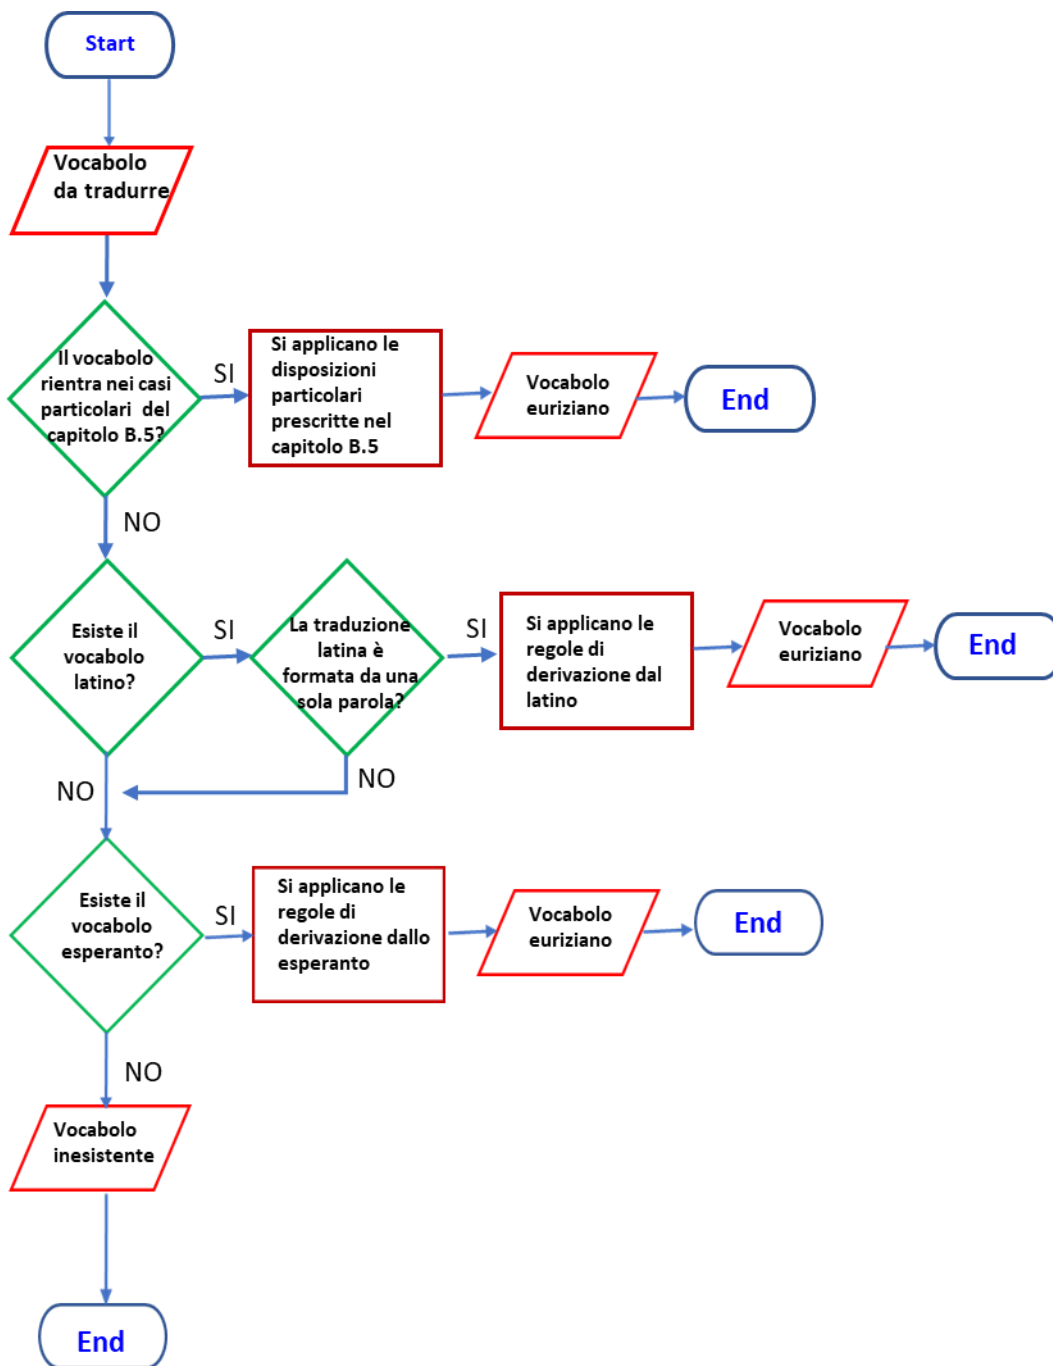 Start
Vocabolo
da tradurre
Il vocabolo
rientra nei casi
particolari del
capitolo B.5?
SI
Si applicano le
disposizioni
particolari
prescritte nel
capitolo B.5
Vocabolo
euriziano
End
NO
Esiste il
vocabolo
latino?
SI
La traduzione
latina è
formata da una
sola parola?
SI
Si applicano le
regole di
derivazione dal
latino
Vocabolo
euriziano
End
NO
NO
Esiste il
vocabolo
esperanto?
SI
Si applicano le
regole di
derivazione dallo
esperanto
Vocabolo
euriziano
End
NO
Vocabolo
inesistente
End